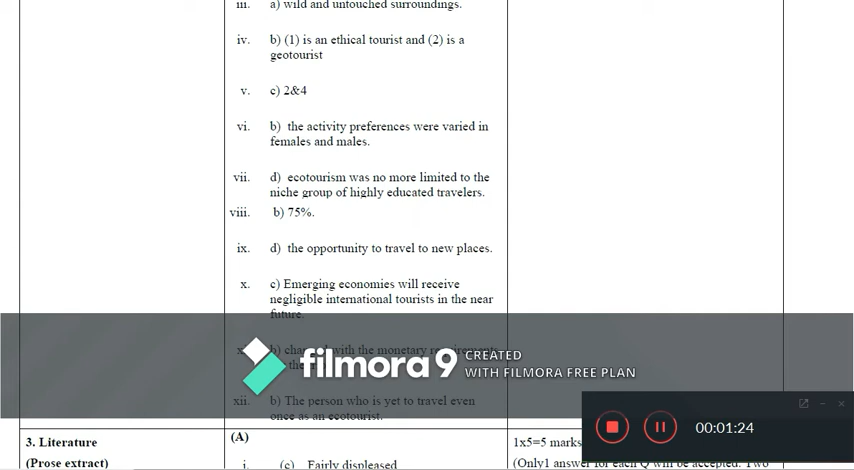 iii. a) wild and untouched surroundings.
iv. b) (1) is an ethical tourist and (2) is a
geotourist
v. c) 2&4
vi. b) the activity preferences were varied in
females and males.
vii. d) ecotourism was no more limited to the
niche group of highly educated travelers.
viii. b) 75%.
ix. d) the opportunity to travel to new places.
x. c) Emerging economies will receive
negligible international tourists in the near
future.
b) with the monetary requirements
filmora9 CREATED
WITH FILMORA FREE PLAN
xii. b) The person who is yet to travel even
once as an ecotourist.
00:01:24
3. Literature
(Prose extract)
(A)
i. (c) Fairly displeased
1x5=5 marks
(Only1 answer for each Q will be accepted. Two